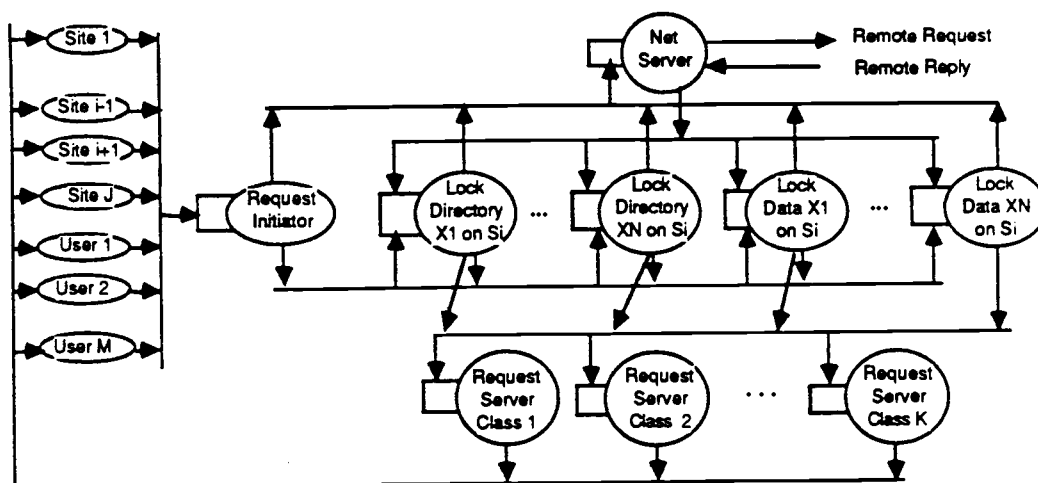 Site 1
Site i-1
Site i+1
Site J
User 1
User 2
User M
Request
Initiator
Net
Server
Remote Request
Remote Reply
Lock
Directory
X1 on Si
...
Lock
Directory
XN on Si
Lock
Data X1
on Si
...
Lock
Data XN
on Si
Request
Server
Class 1
Request
Server
Class 2
...
Request
Server
Class K